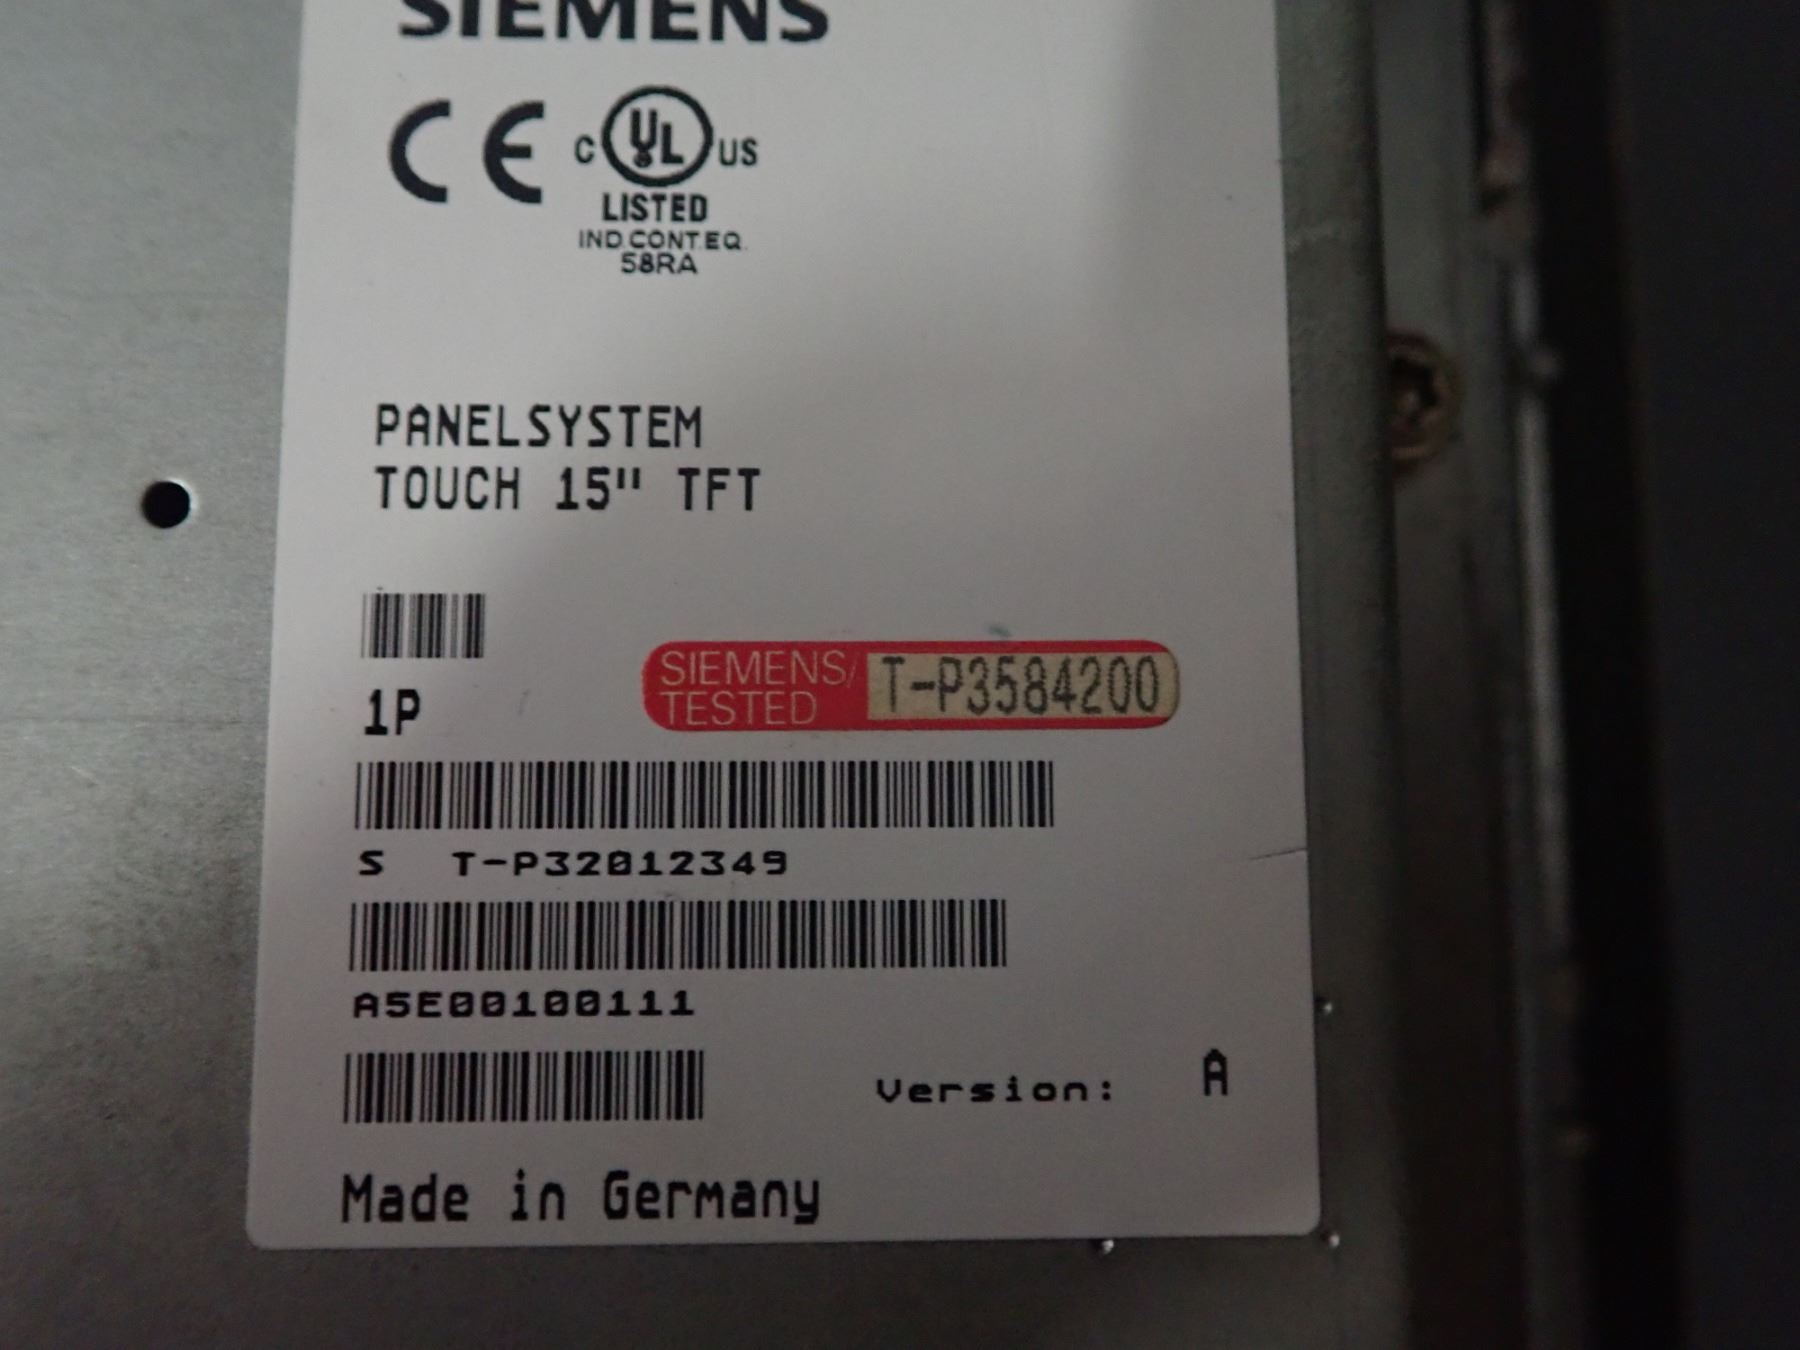 SIEMENS
CE
C UL US
LISTED
IND.CONT.EQ.
58RA
PANELSYSTEM
TOUCH 15" TFT
1P
SIEMENS/
TESTED
T-P3584200
S T-P32012349
A5E00100111
Version: A
Made in Germany